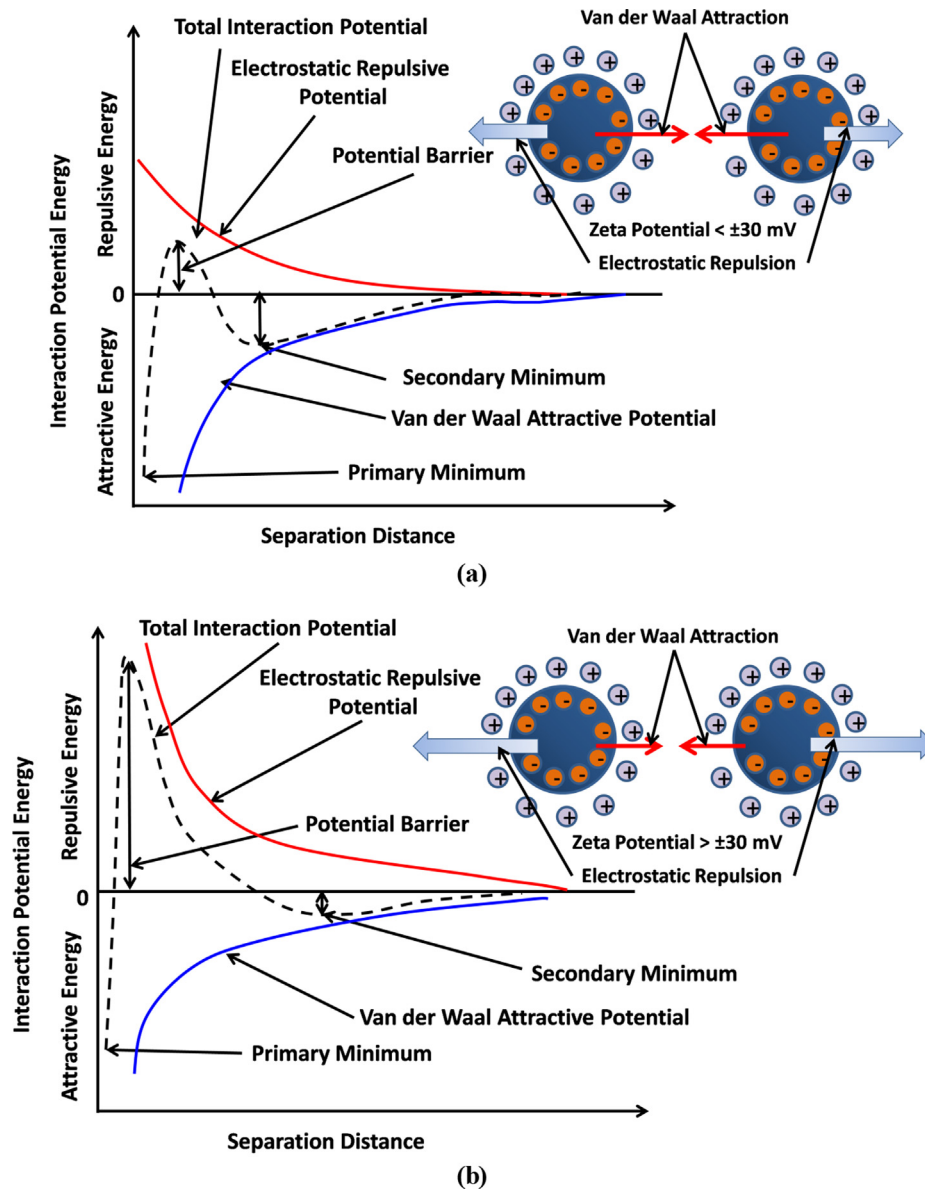 Total Interaction Potential
Electrostatic Repulsive
Potential
Potential Barrier
Van der Waal Attraction
Zeta Potential < ±30 mV
Electrostatic Repulsion
Interaction Potential Energy
Repulsive Energy
0
Attractive Energy
Secondary Minimum
Van der Waal Attractive Potential
Primary Minimum
Separation Distance
(a)
Total Interaction Potential
Electrostatic Repulsive
Potential
Potential Barrier
Van der Waal Attraction
Zeta Potential > ±30 mV
Electrostatic Repulsion
Interaction Potential Energy
Repulsive Energy
0
Attractive Energy
Secondary Minimum
Van der Waal Attractive Potential
Primary Minimum
Separation Distance
(b)